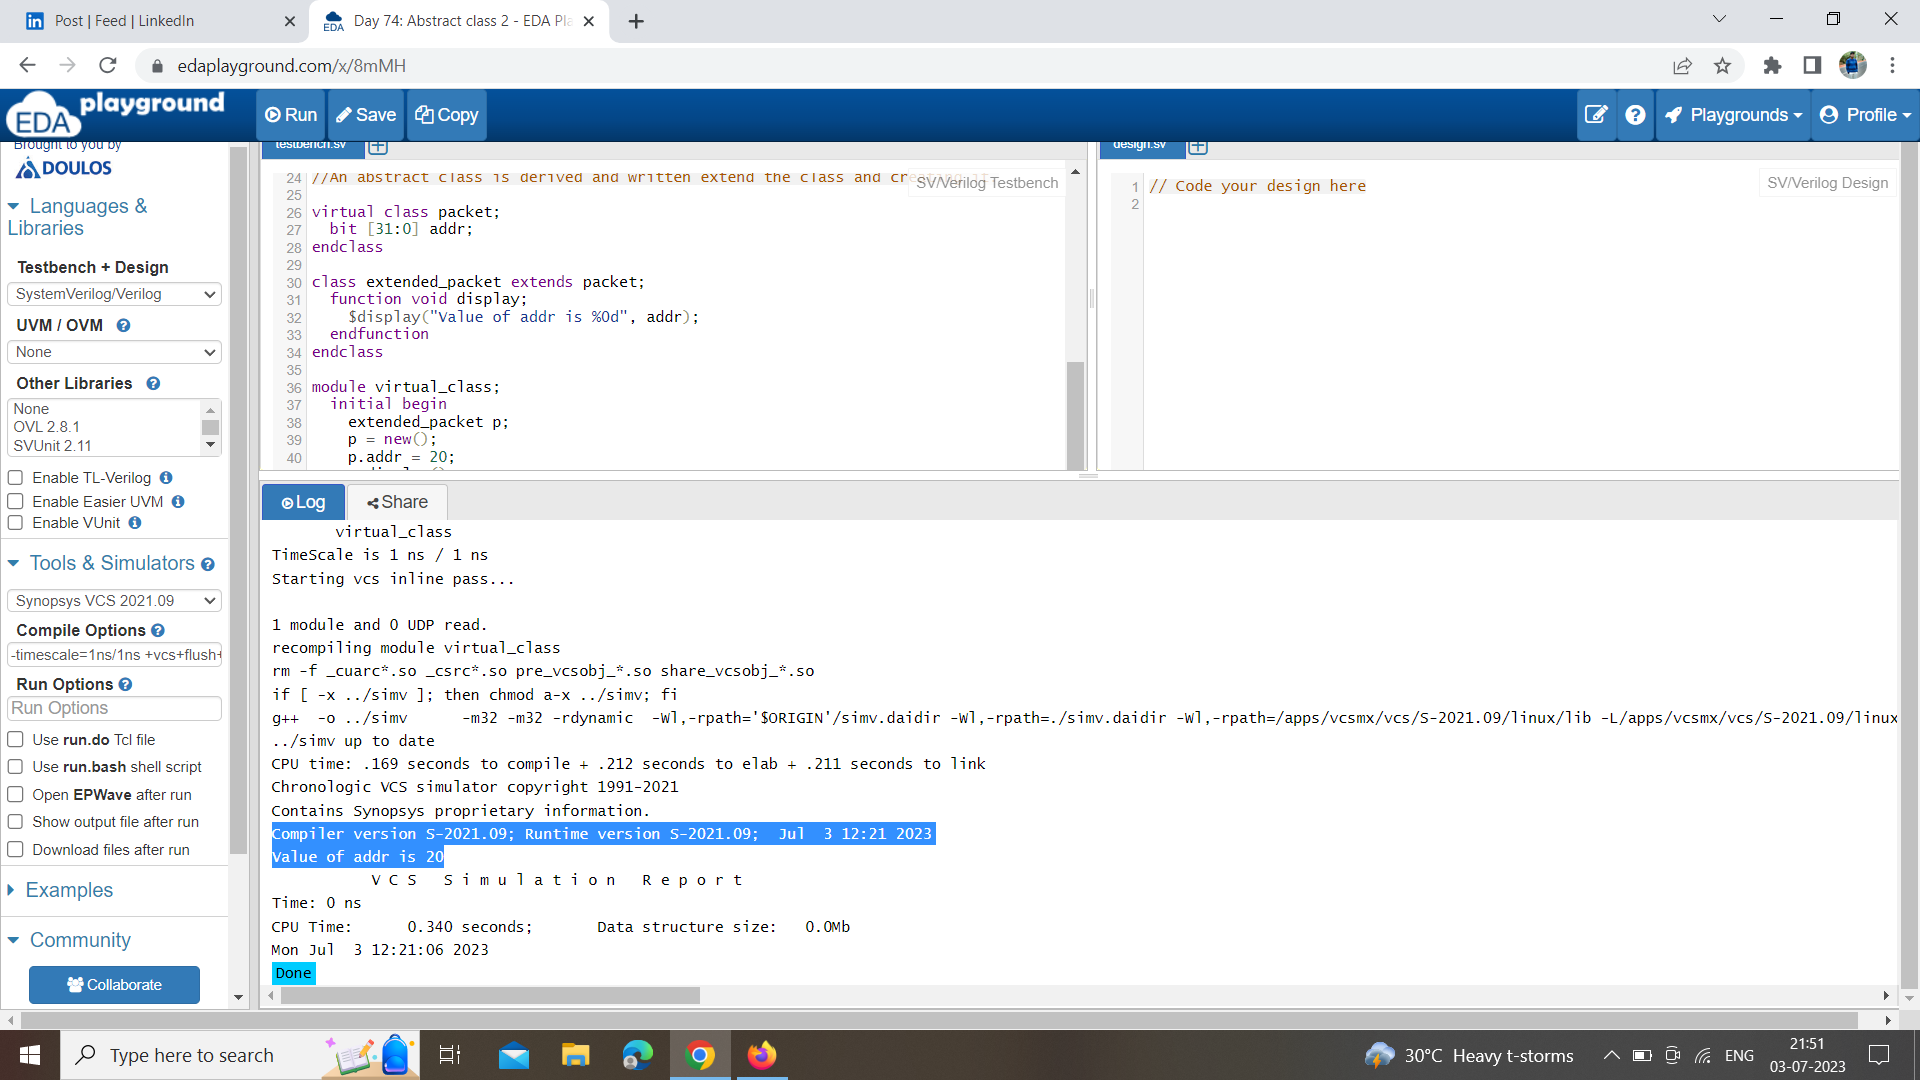 Post | Feed | LinkedIn
Day 74: Abstract class 2 - EDA Pla
edaplayground.com/x/8mMH
EDA playground
Run
Save
Copy
Playgrounds
Profile
Brought to you by
DOULOS
Languages &
Libraries
Testbench + Design
SystemVerilog/Verilog
UVM / OVM
None
Other Libraries
None
OVL 2.8.1
SVUnit 2.11
Enable TL-Verilog
Enable Easier UVM
Enable VUnit
Tools & Simulators
Synopsys VCS 2021.09
Compile Options
-timescale=1ns/1ns +vcs+flush+
Run Options
Run Options
Use run.do Tcl file
Use run.bash shell script
Open EPWave after run
Show output file after run
Download files after run
Examples
Community
Collaborate
testbench.sv
SV/Verilog Testbench
24 //An abstract class is derived and written extend the class and creating it
25
26 virtual class packet;
27 bit [31:0] addr;
28 endclass
29
30 class extended_packet extends packet;
31 function void display;
32 $display("Value of addr is %0d", addr);
33 endfunction
34 endclass
35
36 module virtual_class;
37 initial begin
38 extended_packet p;
39 p = new();
40 p.addr = 20;
design.sv
SV/Verilog Design
1 // Code your design here
2
Log
Share
virtual_class
TimeScale is 1 ns / 1 ns
Starting vcs inline pass...
1 module and 0 UDP read.
recompiling module virtual_class
rm -f _cuarc*.so _csrc*.so pre_vcsobj_*.so share_vcsobj_*.so
if [ -x ../simv ]; then chmod a-x ../simv; fi
g++ -o ../simv -m32 -m32 -rdynamic -Wl,-rpath='$ORIGIN'/simv.daidir -Wl,-rpath=./simv.daidir -Wl,-rpath=/apps/vcsmx/vcs/S-2021.09/linux/lib -L/apps/vcsmx/vcs/S-2021.09/linux
../simv up to date
CPU time: .169 seconds to compile + .212 seconds to elab + .211 seconds to link
Chronologic VCS simulator copyright 1991-2021
Contains Synopsys proprietary information.
Compiler version S-2021.09; Runtime version S-2021.09; Jul 3 12:21 2023
Value of addr is 20
V C S S i m u l a t i o n R e p o r t
Time: 0 ns
CPU Time: 0.340 seconds; Data structure size: 0.0Mb
Mon Jul 3 12:21:06 2023
Done
Type here to search
30°C Heavy t-storms
ENG
21:51
03-07-2023